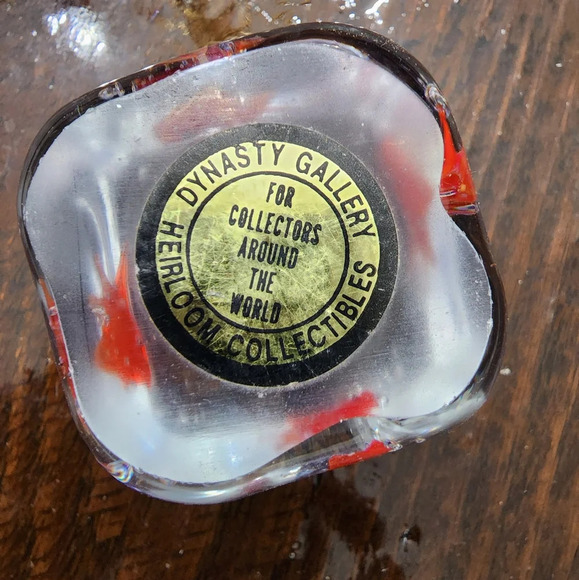 DYNASTY GALLERY
HEIRLOOM COLLECTIBLES
FOR
COLLECTORS
AROUND
THE
WORLD